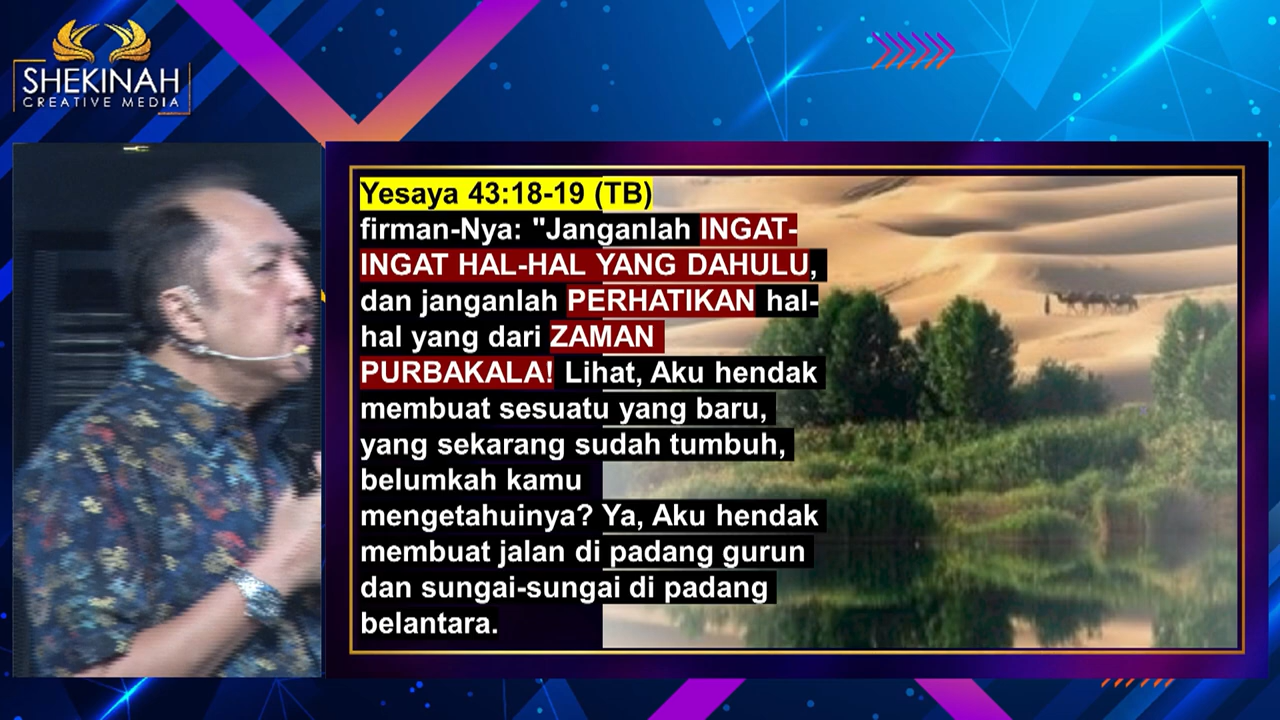 SHEKINAH
CREATIVE MEDIA
Yesaya 43:18-19 (TB)
firman-Nya: "Janganlah INGAT-
INGAT HAL-HAL YANG DAHULU,
dan janganlah PERHATIKAN hal-
hal yang dari ZAMAN
PURBAKALA! Lihat, Aku hendak
membuat sesuatu yang baru,
yang sekarang sudah tumbuh,
belumkah kamu
mengetahuinya? Ya, Aku hendak
membuat jalan di padang gurun
dan sungai-sungai di padang
belantara.